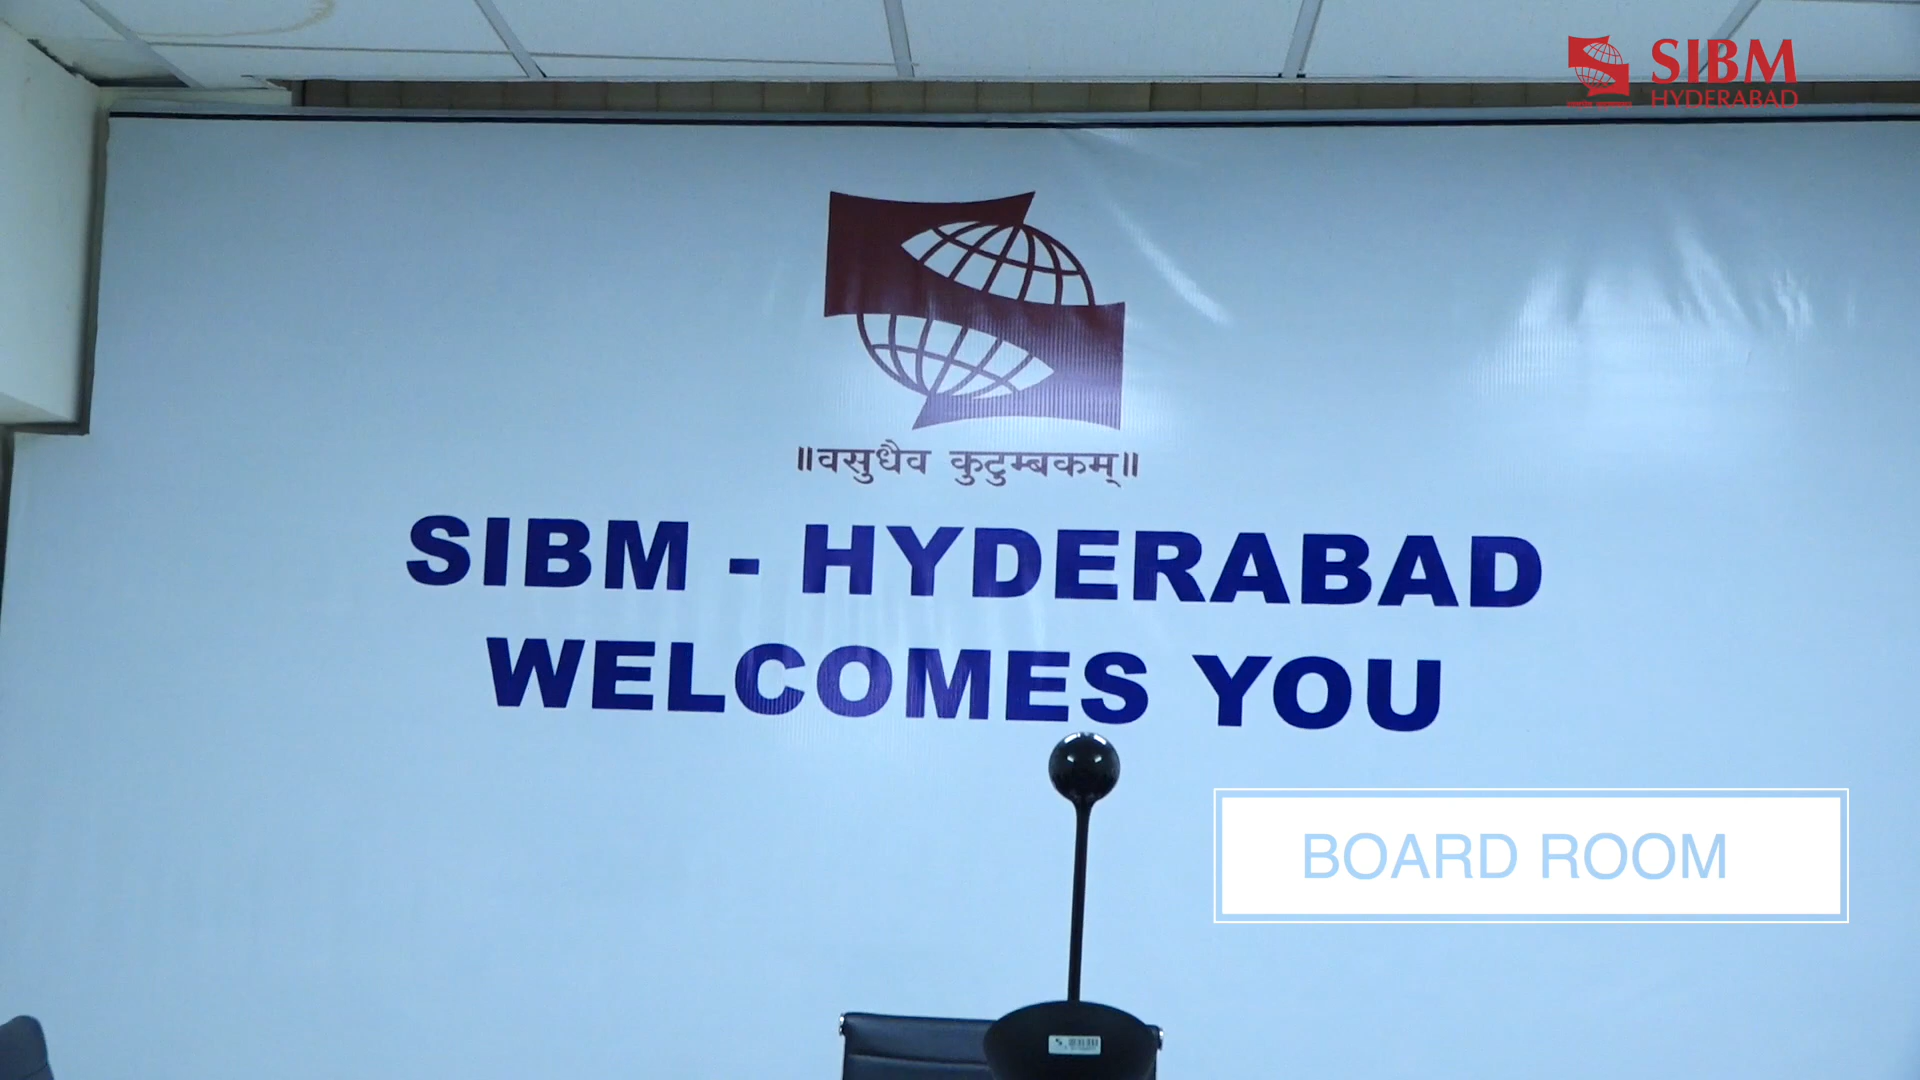 SIBM
HYDERABAD
॥वसुधैव कुटुम्बकम्॥
SIBM - HYDERABAD
WELCOMES YOU
BOARD ROOM